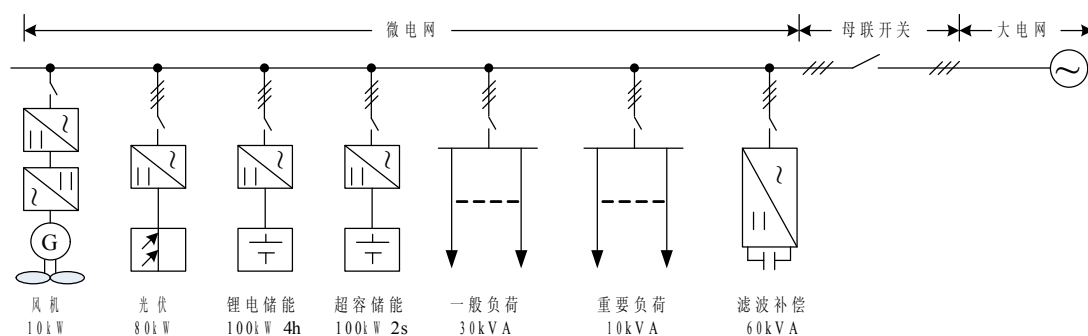 微电网 母联开关 大电网
G
风机 光伏 锂电储能 超容储能 一般负荷 重要负荷 滤波补偿
10kW 80kW 100kW 4h 100kW 2s 30kVA 10kVA 60kVA